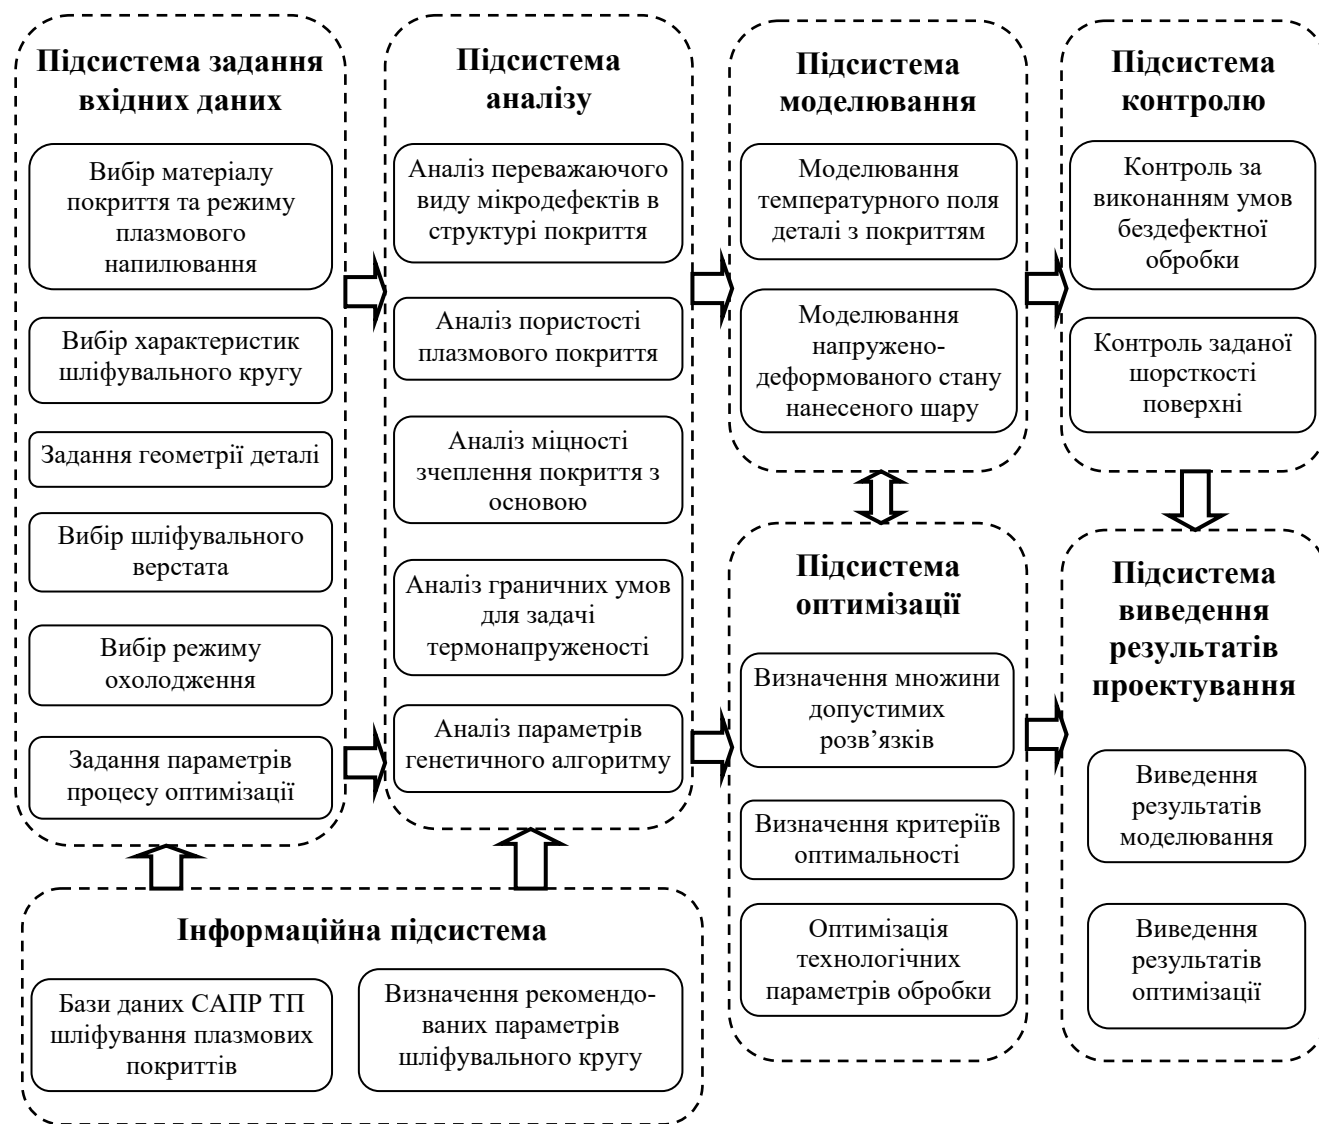 Підсистема задання
вхідних даних
Вибір матеріалу
покриття та режиму
плазмового
напилювання
Вибір характеристик
шліфувального кругу
Задання геометрії деталі
Вибір шліфувального
верстата
Вибір режиму
охолодження
Задання параметрів
процесу оптимізації
Підсистема
аналізу
Аналіз переважаючого
виду мікродефектів в
структурі покриття
Аналіз пористості
плазмового покриття
Аналіз міцності
зчеплення покриття з
основою
Аналіз граничних умов
для задачі
термонапруженості
Аналіз параметрів
генетичного алгоритму
Підсистема
моделювання
Моделювання
температурного поля
деталі з покриттям
Моделювання
напружено-
деформованого стану
нанесеного шару
Підсистема
контролю
Контроль за
виконанням умов
бездефектної
обробки
Контроль заданої
шорсткості
поверхні
Підсистема
оптимізації
Визначення множини
допустимих
розв’язків
Визначення критеріїв
оптимальності
Оптимізація
технологічних
параметрів обробки
Підсистема
виведення
результатів
проектування
Виведення
результатів
моделювання
Виведення
результатів
оптимізації
Інформаційна підсистема
Бази даних САПР ТП
шліфування плазмових
покриттів
Визначення рекомендо-
ваних параметрів
шліфувального кругу